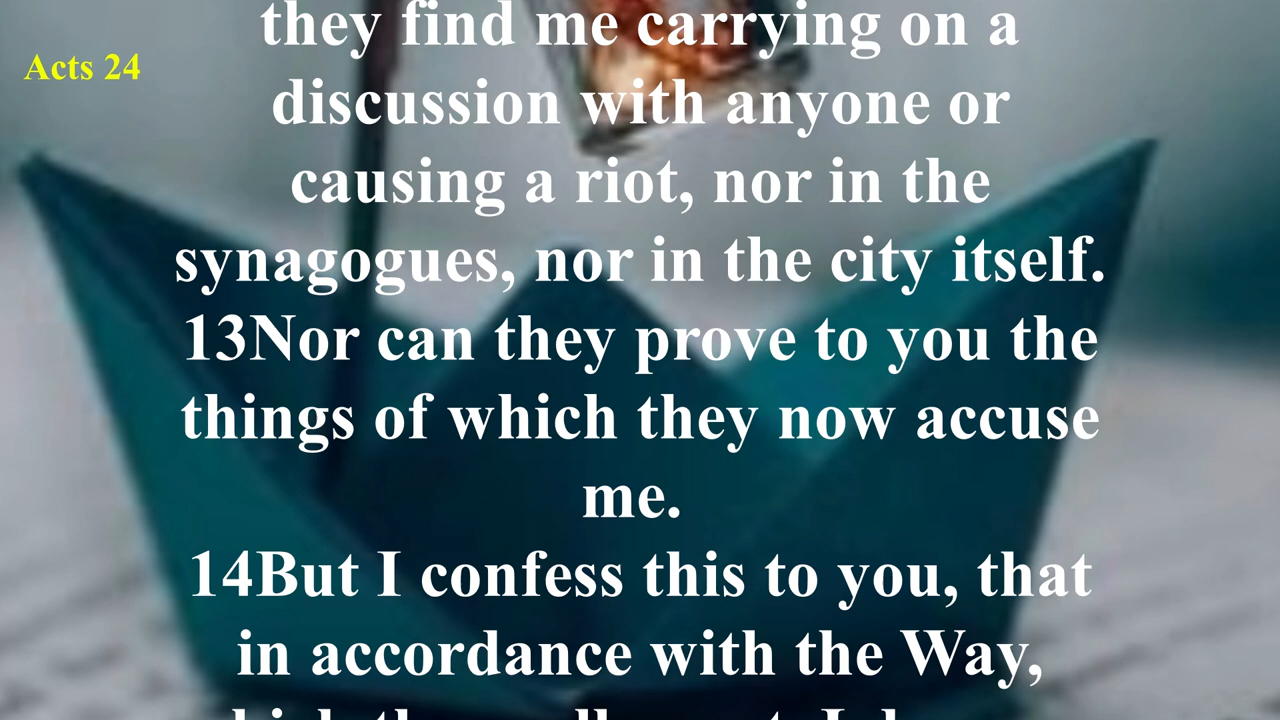 they find me carrying on a
Acts 24
discussion with anyone or
causing a riot, nor in the
synagogues, nor in the city itself.
13Nor can they prove to you the
things of which they now accuse
me.
14But I confess this to you, that
in accordance with the Way,